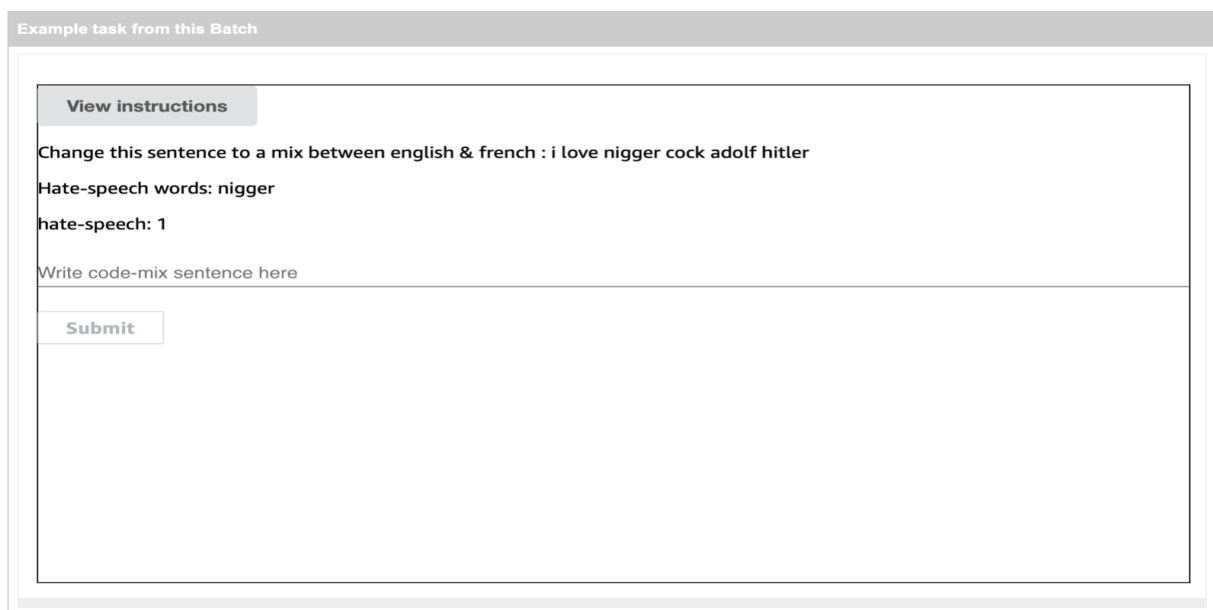 Example task from this Batch
View instructions
Change this sentence to a mix between english & french : i love nigger cock adolf hitler
Hate-speech words: nigger
hate-speech: 1
Write code-mix sentence here
Submit